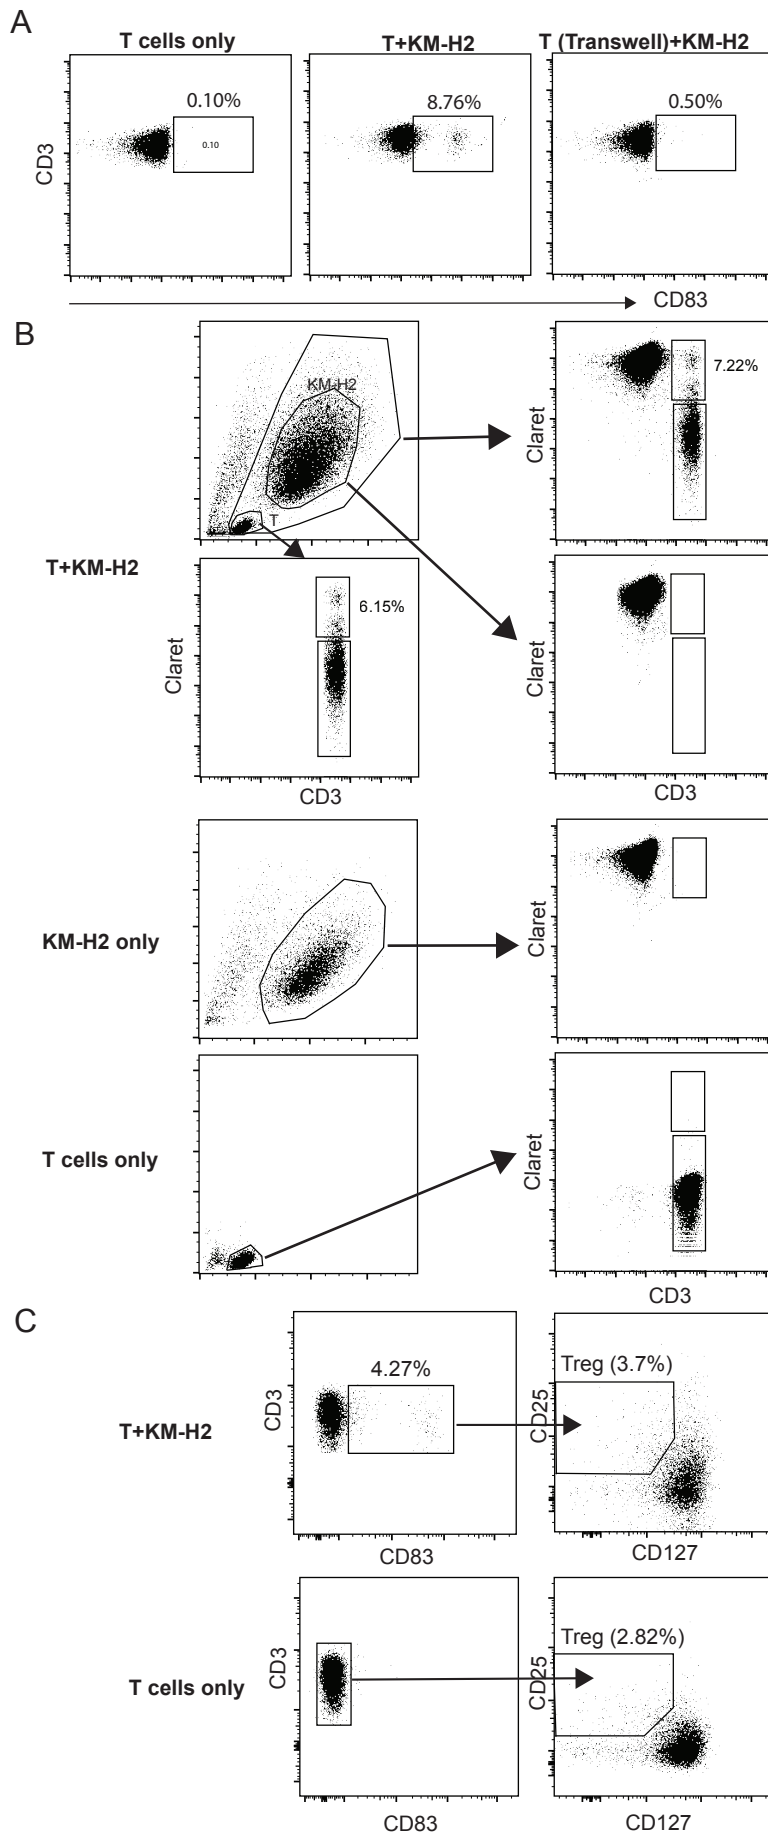 A
T cells only
T+KM-H2
T (Transwell)+KM-H2
0.10%
8.76%
0.50%
0.10
CD3
CD83
B
KM-H2
T
Claret
7.22%
T+KM-H2
Claret
6.15%
Claret
CD3
CD3
KM-H2 only
Claret
T cells only
Claret
CD3
C
T+KM-H2
4.27%
CD3
CD83
Treg (3.7%)
CD25
CD127
T cells only
CD3
CD83
Treg (2.82%)
CD25
CD127